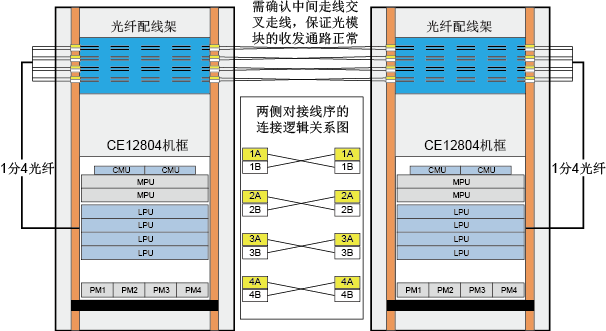 需确认中间走线交
叉走线，保证光模
块的收发通路正常
光纤配线架
光纤配线架
CE12804机框
CE12804机框
1分4光纤
1分4光纤
CMU CMU
MPU
MPU
LPU
LPU
LPU
LPU
PM1 PM2 PM3 PM4
两侧对接线序的
连接逻辑关系图
1A 1A
1B 1B
2A 2A
2B 2B
3A 3A
3B 3B
4A 4A
4B 4B
CMU CMU
MPU
MPU
LPU
LPU
LPU
LPU
PM1 PM2 PM3 PM4